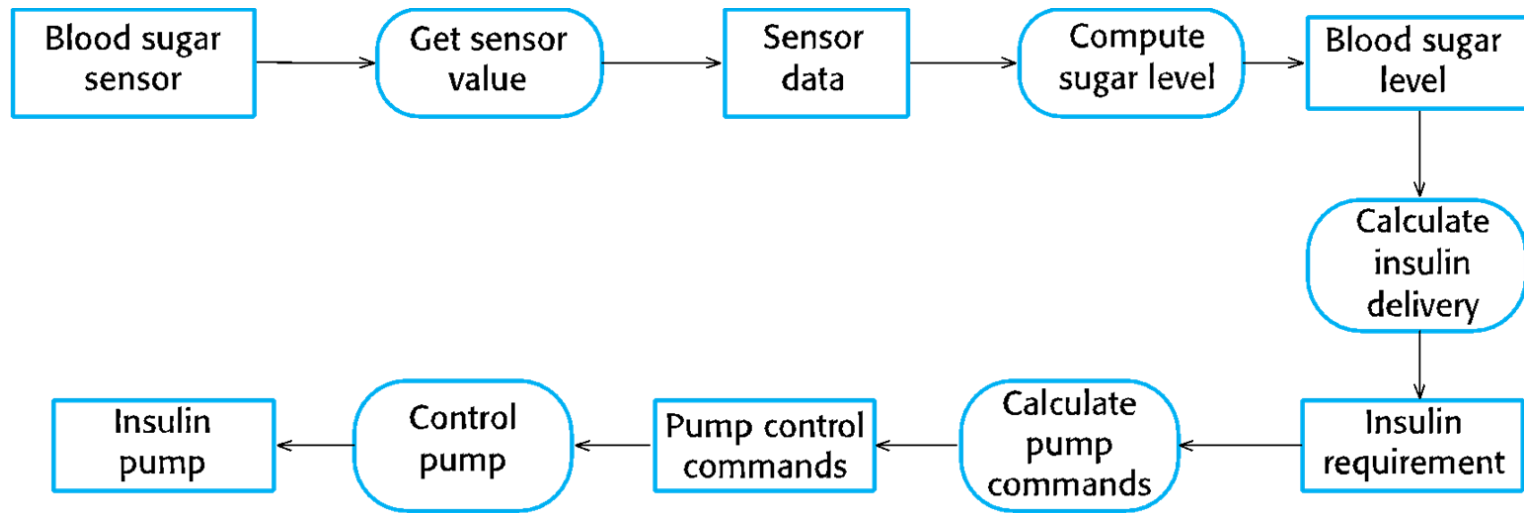 Blood sugar
sensor
Get sensor
value
Sensor
data
Compute
sugar level
Blood sugar
level
Calculate
insulin
delivery
Insulin
requirement
Calculate
pump
commands
Pump control
commands
Control
pump
Insulin
pump